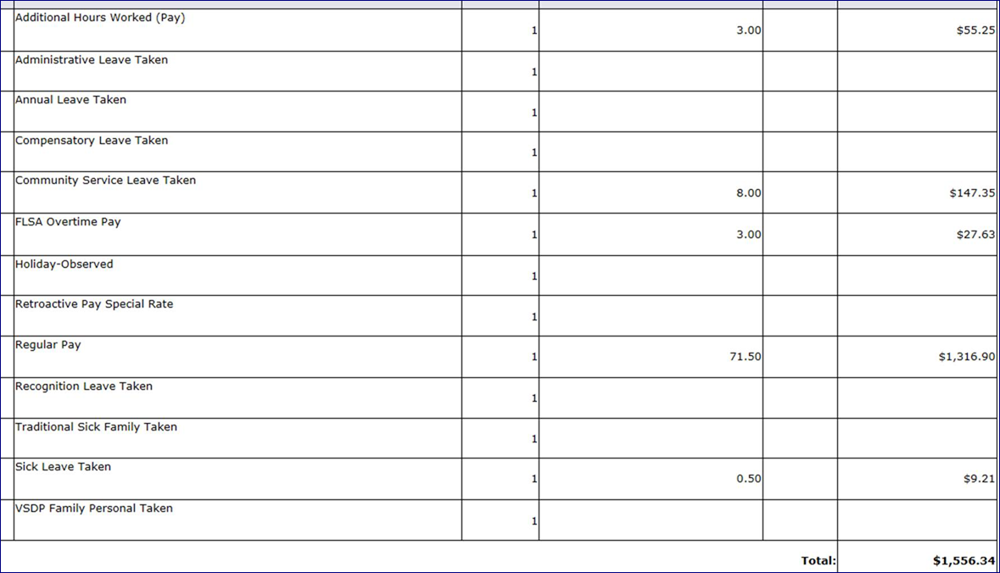 Additional Hours Worked (Pay) 1 3.00 $55.25
Administrative Leave Taken 1
Annual Leave Taken 1
Compensatory Leave Taken 1
Community Service Leave Taken 1 8.00 $147.35
FLSA Overtime Pay 1 3.00 $27.63
Holiday-Observed 1
Retroactive Pay Special Rate 1
Regular Pay 1 71.50 $1,316.90
Recognition Leave Taken 1
Traditional Sick Family Taken 1
Sick Leave Taken 1 0.50 $9.21
VSDP Family Personal Taken 1
Total: $1,556.34